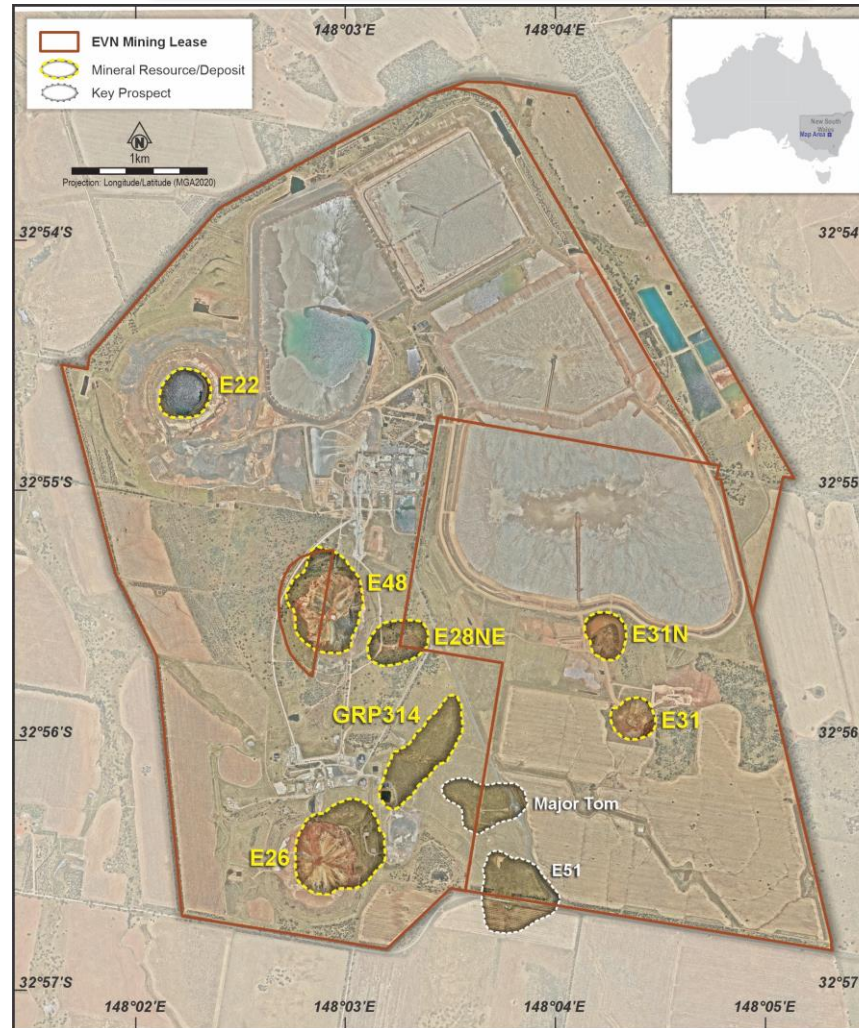 148°03'E
148°04'E
EVN Mining Lease
Mineral Resource/Deposit
Key Prospect
N
1km
Projection: Longitude/Latitude (MGA2020)
New South
Wales
Map Area
32°54'S
32°54'
E22
32°55'S
32°55'
E48
E28NE
E31N
GRP314
E31
32°56'S
32°56'
Major Tom
E26
E51
32°57'S
32°57'
148°02'E
148°03'E
148°04'E
148°05'E